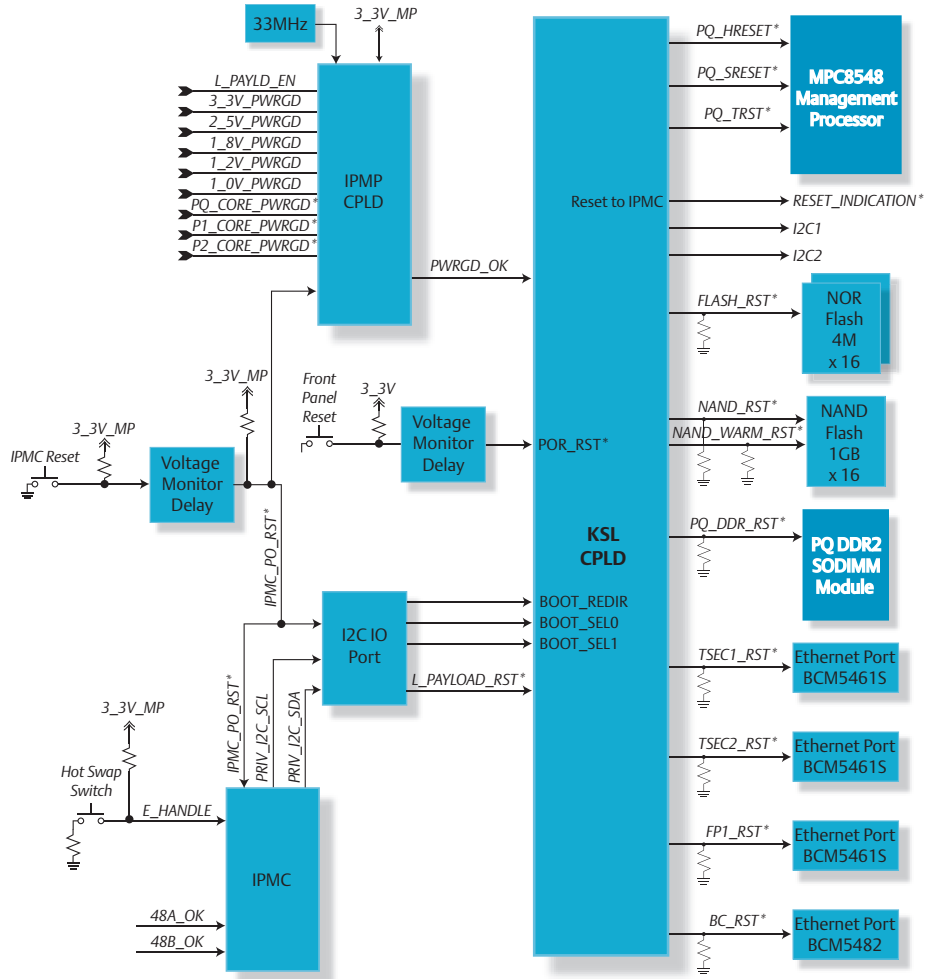 33MHz
3_3V_MP
L_PAYLD_EN
3_3V_PWRGD
2_5V_PWRGD
1_8V_PWRGD
1_2V_PWRGD
1_0V_PWRGD
PQ_CORE_PWRGD*
P1_CORE_PWRGD*
P2_CORE_PWRGD*
IPMP
CPLD
PWRGD_OK
PQ_HRESET*
PQ_SRESET*
PQ_TRST*
MPC8548
Management
Processor
Reset to IPMC
RESET_INDICATION*
I2C1
I2C2
FLASH_RST*
NOR
Flash
4M
x 16
3_3V_MP
Front
Panel
Reset
3_3V
Voltage
Monitor
Delay
POR_RST*
NAND_RST*
NAND_WARM_RST*
NAND
Flash
1GB
x 16
3_3V_MP
IPMC Reset
Voltage
Monitor
Delay
IPMC_PO_RST*
KSL
CPLD
PQ_DDR_RST*
PQ DDR2
SODIMM
Module
I2C IO
Port
BOOT_REDIR
BOOT_SEL0
BOOT_SEL1
L_PAYLOAD_RST*
TSEC1_RST*
Ethernet Port
BCM5461S
IPMC_PO_RST*
PRIV_I2C_SCL
PRIV_I2C_SDA
3_3V_MP
Hot Swap
Switch
E_HANDLE
IPMC
48A_OK
48B_OK
TSEC2_RST*
Ethernet Port
BCM5461S
FP1_RST*
Ethernet Port
BCM5461S
BC_RST*
Ethernet Port
BCM5482